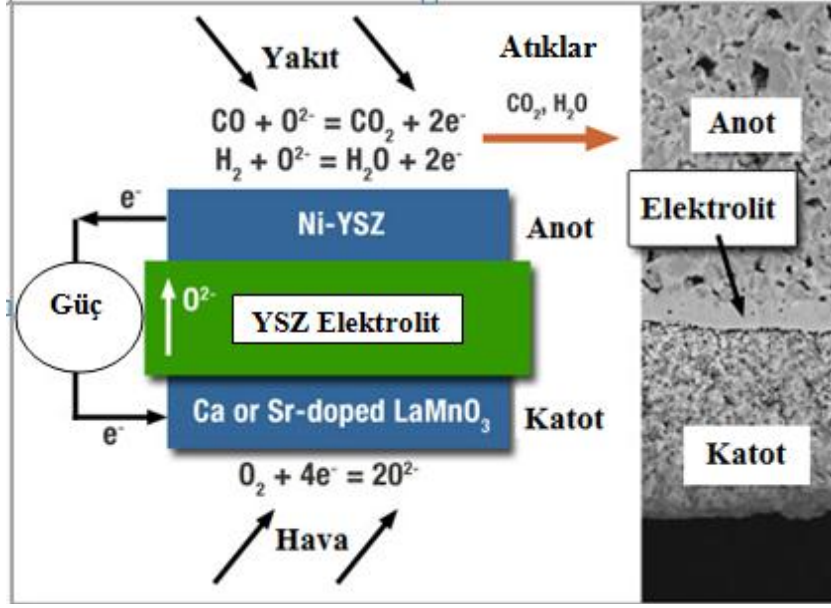 Yakıt
Atıklar
CO + O²⁻ = CO₂ + 2e⁻
H₂ + O²⁻ = H₂O + 2e⁻
CO₂, H₂O
e⁻
Ni-YSZ
Anot
Güç
O²⁻
YSZ Elektrolit
Ca or Sr-doped LaMnO₃
Katot
e⁻
O₂ + 4e⁻ = 2O²⁻
Hava
Anot
Elektrolit
Katot